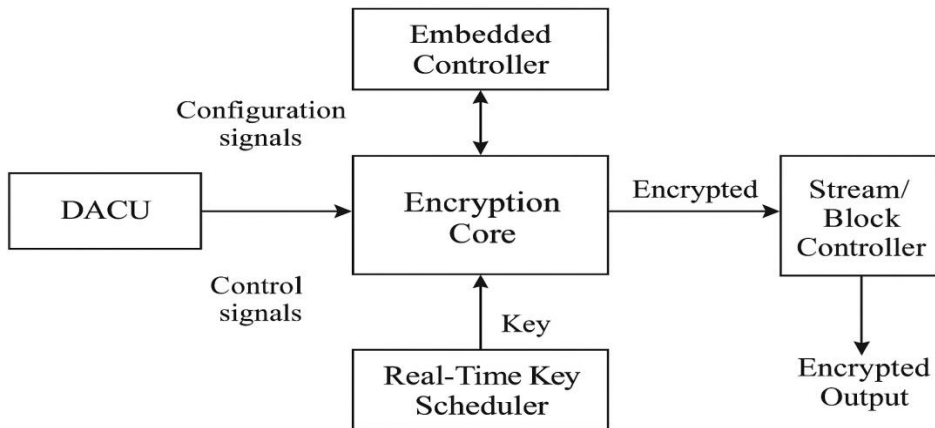 Embedded
Controller
Configuration
signals
DACU
Encryption
Core
Encrypted
Stream/
Block
Controller
Control
signals
Key
Real-Time Key
Scheduler
Encrypted
Output